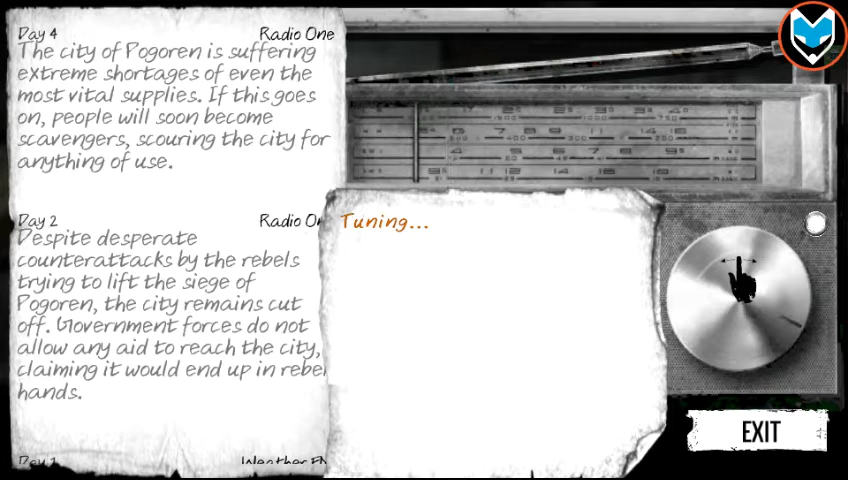 Day 4 Radio One
The city of Pogoren is suffering
extreme shortages of even the
most vital supplies. If this goes
on, people will soon become
scavengers, scouring the city for
anything of use.
Day 2 Radio On
Despite desperate
counterattacks by the rebels
trying to lift the siege of
Pogoren, the city remains cut
off. Government forces do not
allow any aid to reach the city,
claiming it would end up in rebel
hands.
Tuning...
EXIT